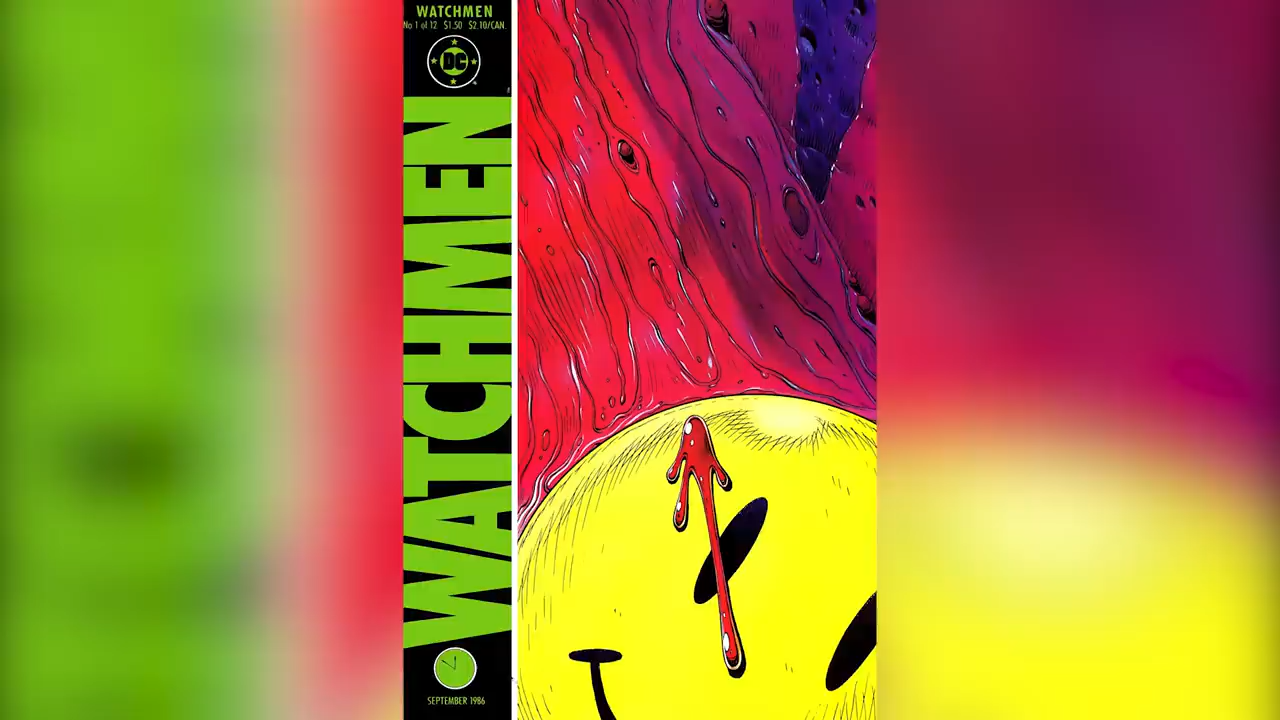 WATCHMEN
No 1 of 12 $1.50 $2.10/CAN.
DC
WATCHMEN
SEPTEMBER 1986